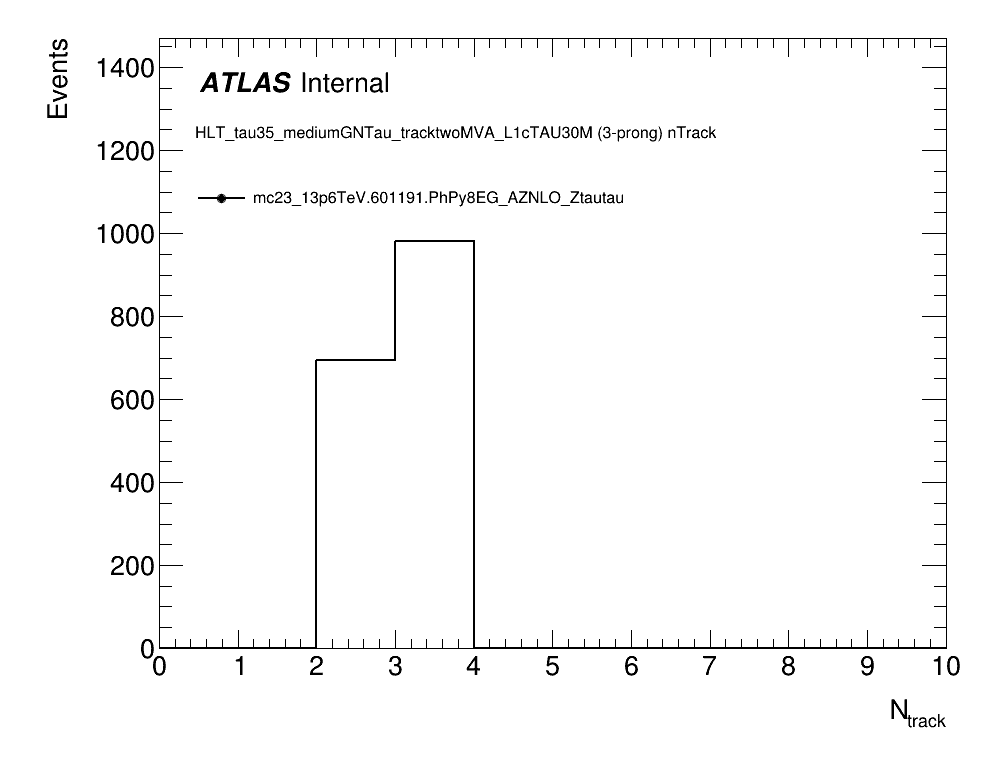 Events
1400
1200
1000
800
600
400
200
0
ATLAS Internal
HLT_tau35_mediumGNTau_tracktwoMVA_L1cTAU30M (3-prong) nTrack
mc23_13p6TeV.601191.PhPy8EG_AZNLO_Ztautau
0 1 2 3 4 5 6 7 8 9 10
N_track